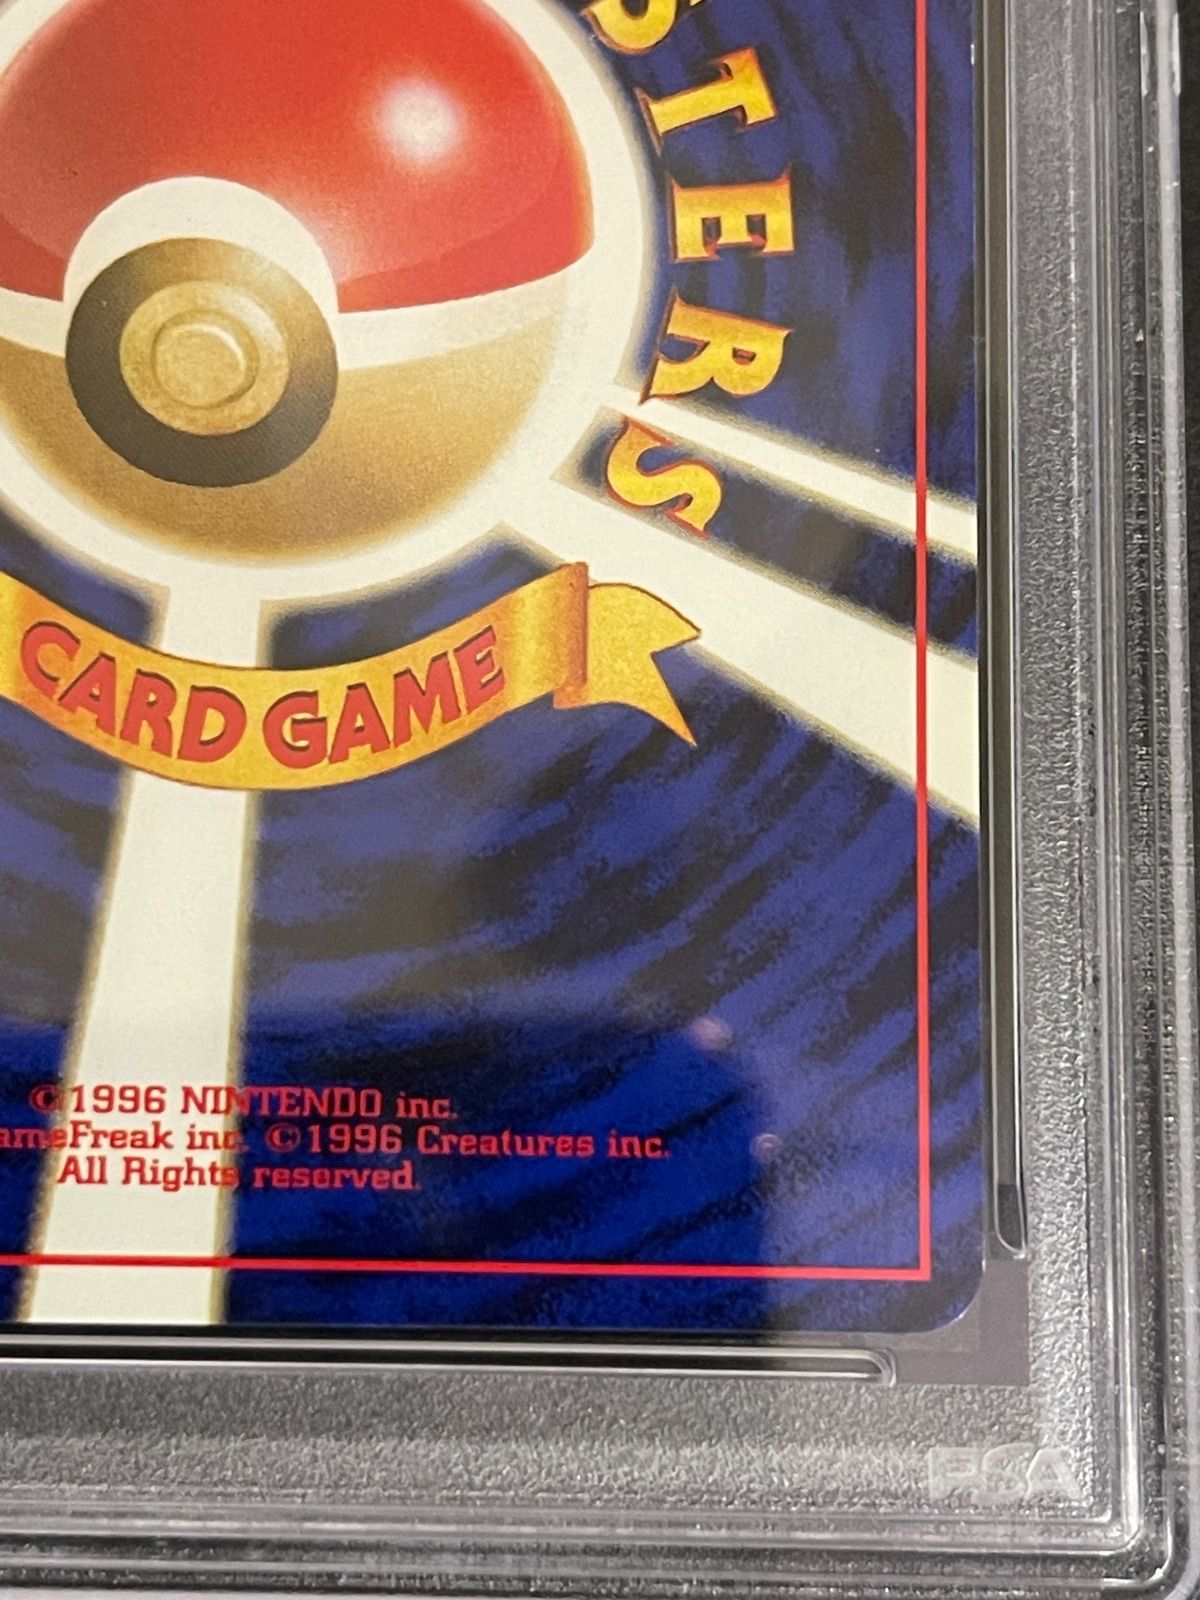 STERS
CARD GAME
©1996 NINTENDO inc.
ameFreak inc. ©1996 Creatures inc.
All Rights reserved.
PSA